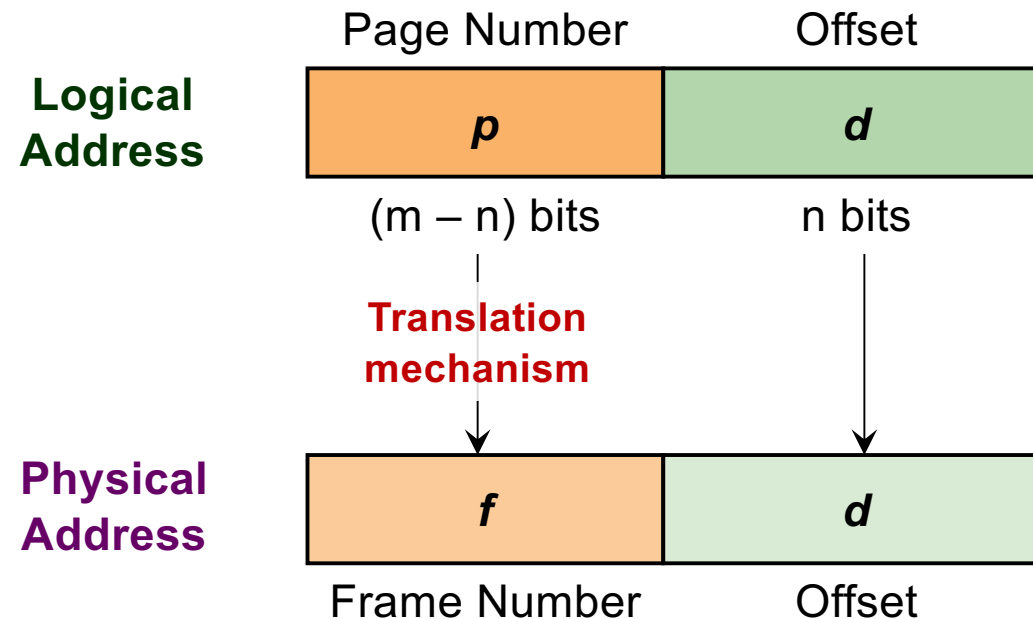 Page Number
Offset
Logical
Address
p
d
(m – n) bits
n bits
Translation
mechanism
Physical
Address
f
d
Frame Number
Offset